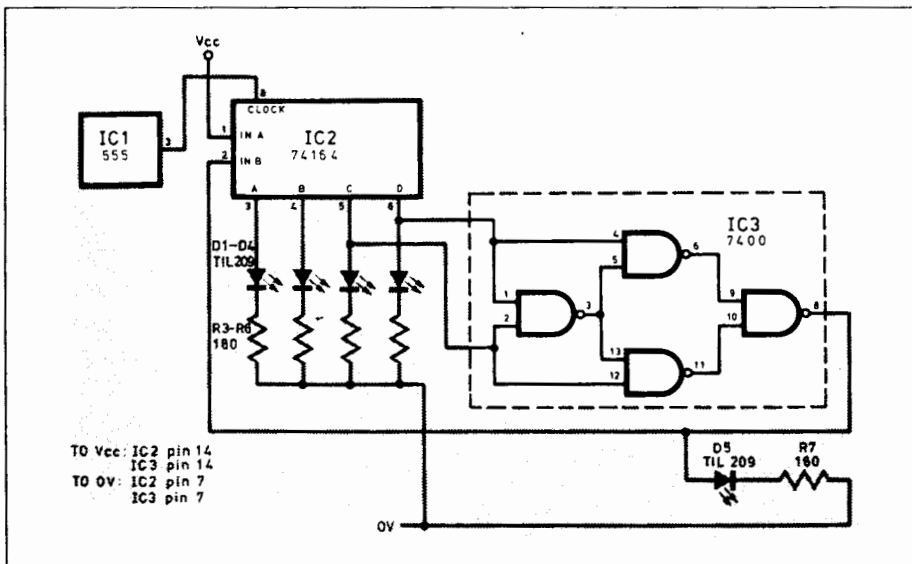 Vcc
8
CLOCK
IC1
555
3
1
IN A
IC2
74164
2
IN B
A
B
C
D
3
4
5
6
IC3
7400
D1-D4
TIL209
4
5
6
1
2
3
9
10
8
13
12
11
R3-R6
180
TO Vcc: IC2 pin 14
IC3 pin 14
TO 0V: IC2 pin 7
IC3 pin 7
D5
TIL 209
R7
180
0V